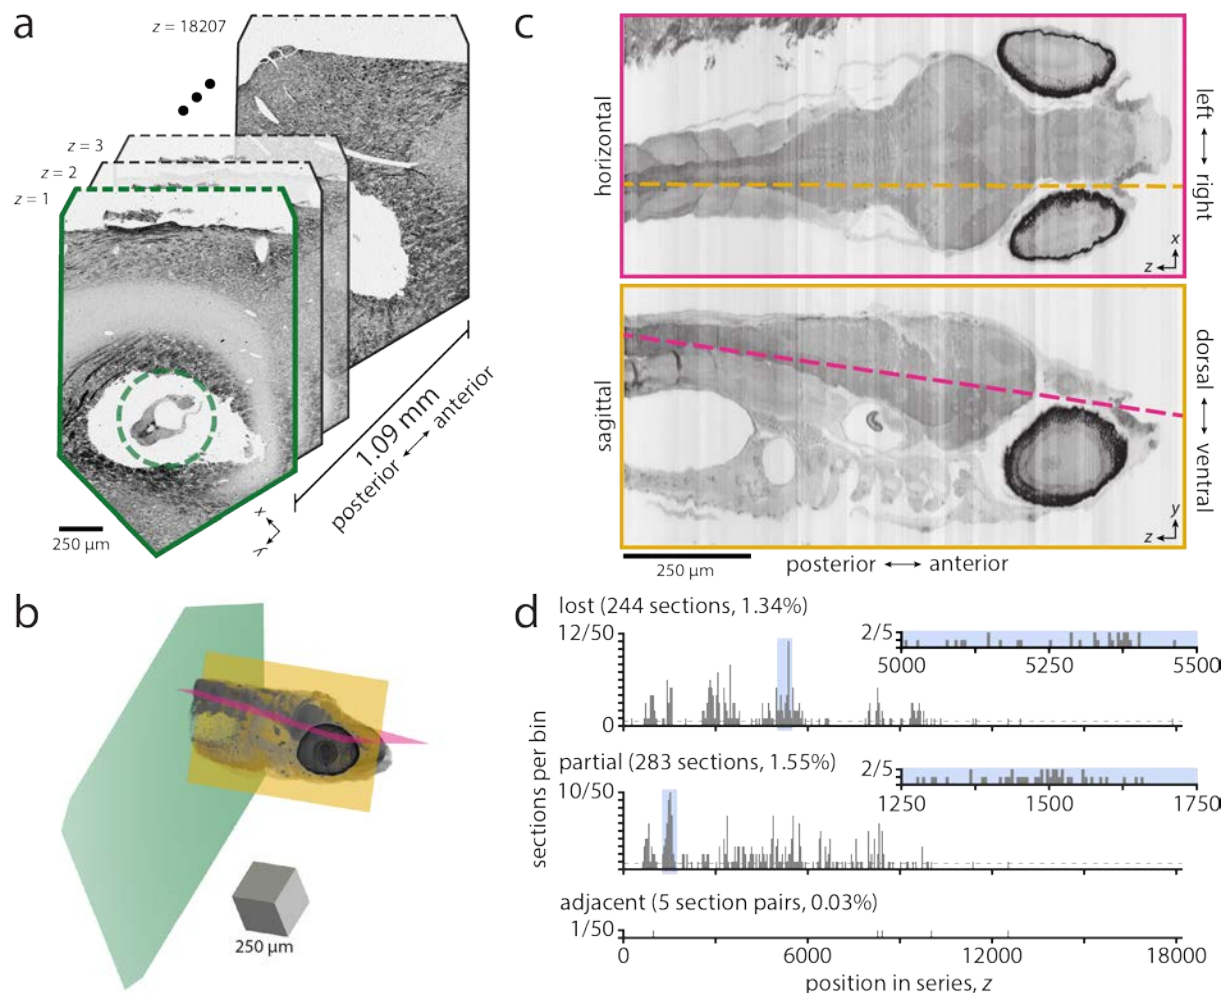 a
z = 18207
z = 3
z = 2
z = 1
1.09 mm
posterior ↔ anterior
x
y
250 µm
b
250 µm
c
horizontal
left ↔ right
x
z
sagittal
dorsal ↔ ventral
y
z
250 µm
posterior ↔ anterior
d
sections per bin
lost (244 sections, 1.34%)
12/50
0
2/5
5000 5250 5500
partial (283 sections, 1.55%)
10/50
2/5
1250 1500 1750
adjacent (5 section pairs, 0.03%)
1/50
0 6000 12000 18000
position in series, z